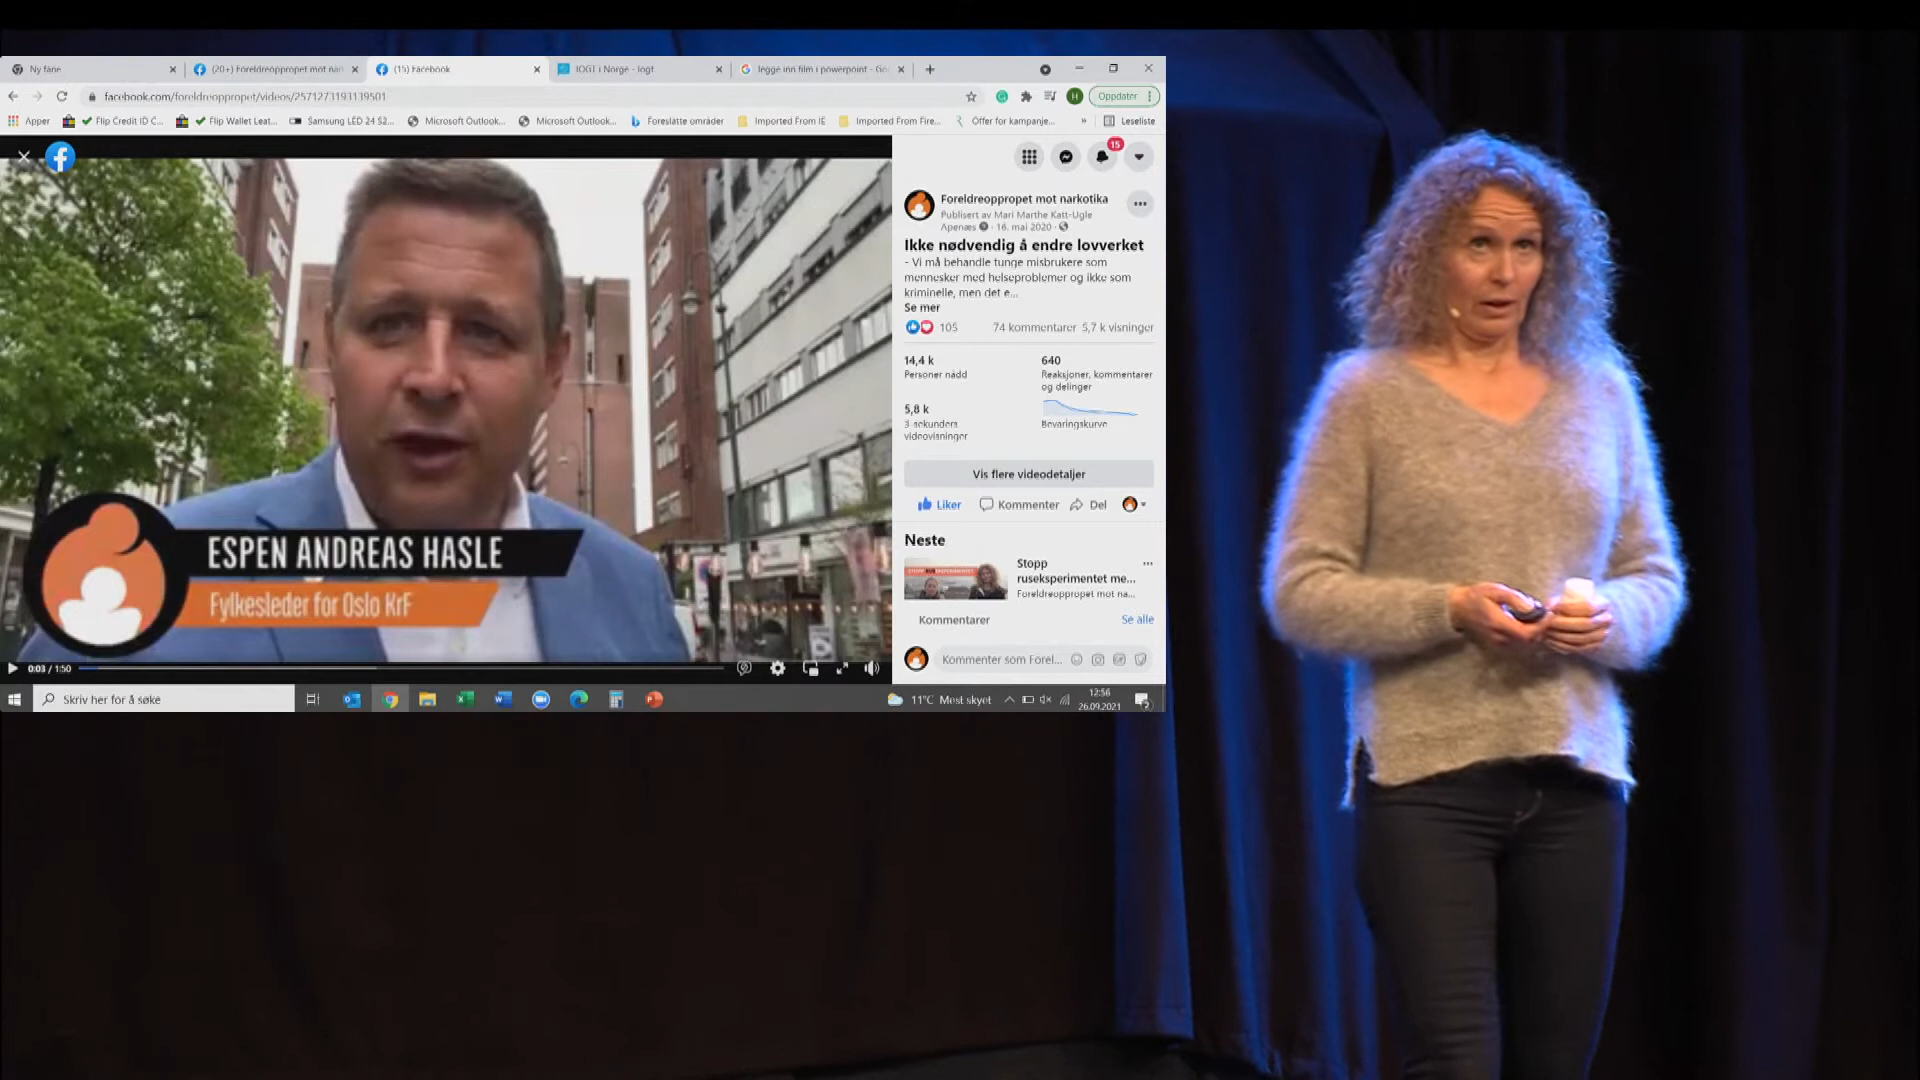 Ny fane
(20+) Foreldreoppropet mot nar
(15) Facebook
IOGT i Norge - Iogt
legge inn film i powerpoint - Go
facebook.com/foreldreoppropet/videos/2571273193139501
H
Oppdater
Apper
Flip Credit ID C...
Flip Wallet Leat...
Samsung LED 24 S2...
Microsoft Outlook...
Microsoft Outlook...
Foreslåtte områder
Imported From IE
Imported From Fire...
Offer for kampanje...
»
Leseliste
15
Foreldreoppropet mot narkotika
Publisert av Mari Marthe Katt-Ugle
Apenæs · 16. mai 2020 ·
Ikke nødvendig å endre lovverket
- Vi må behandle tunge misbrukere som
mennesker med helseproblemer og ikke som
kriminelle, men det e...
Se mer
105 74 kommentarer 5,7 k visninger
14,4 k
Personer nådd
640
Reaksjoner, kommentarer
og delinger
5,8 k
3-sekunders
videovisninger
Bevaringskurve
Vis flere videodetaljer
Liker Kommenter Del
Neste
Stopp
ruseksperimentet me...
Foreldreoppropet mot na...
Kommentarer Se alle
Kommenter som Forel...
ESPEN ANDREAS HASLE
Fylkesleder for Oslo KrF
0:03 / 1:50
Skriv her for å søke
11°C Mest skyet
12:56
26.09.2021